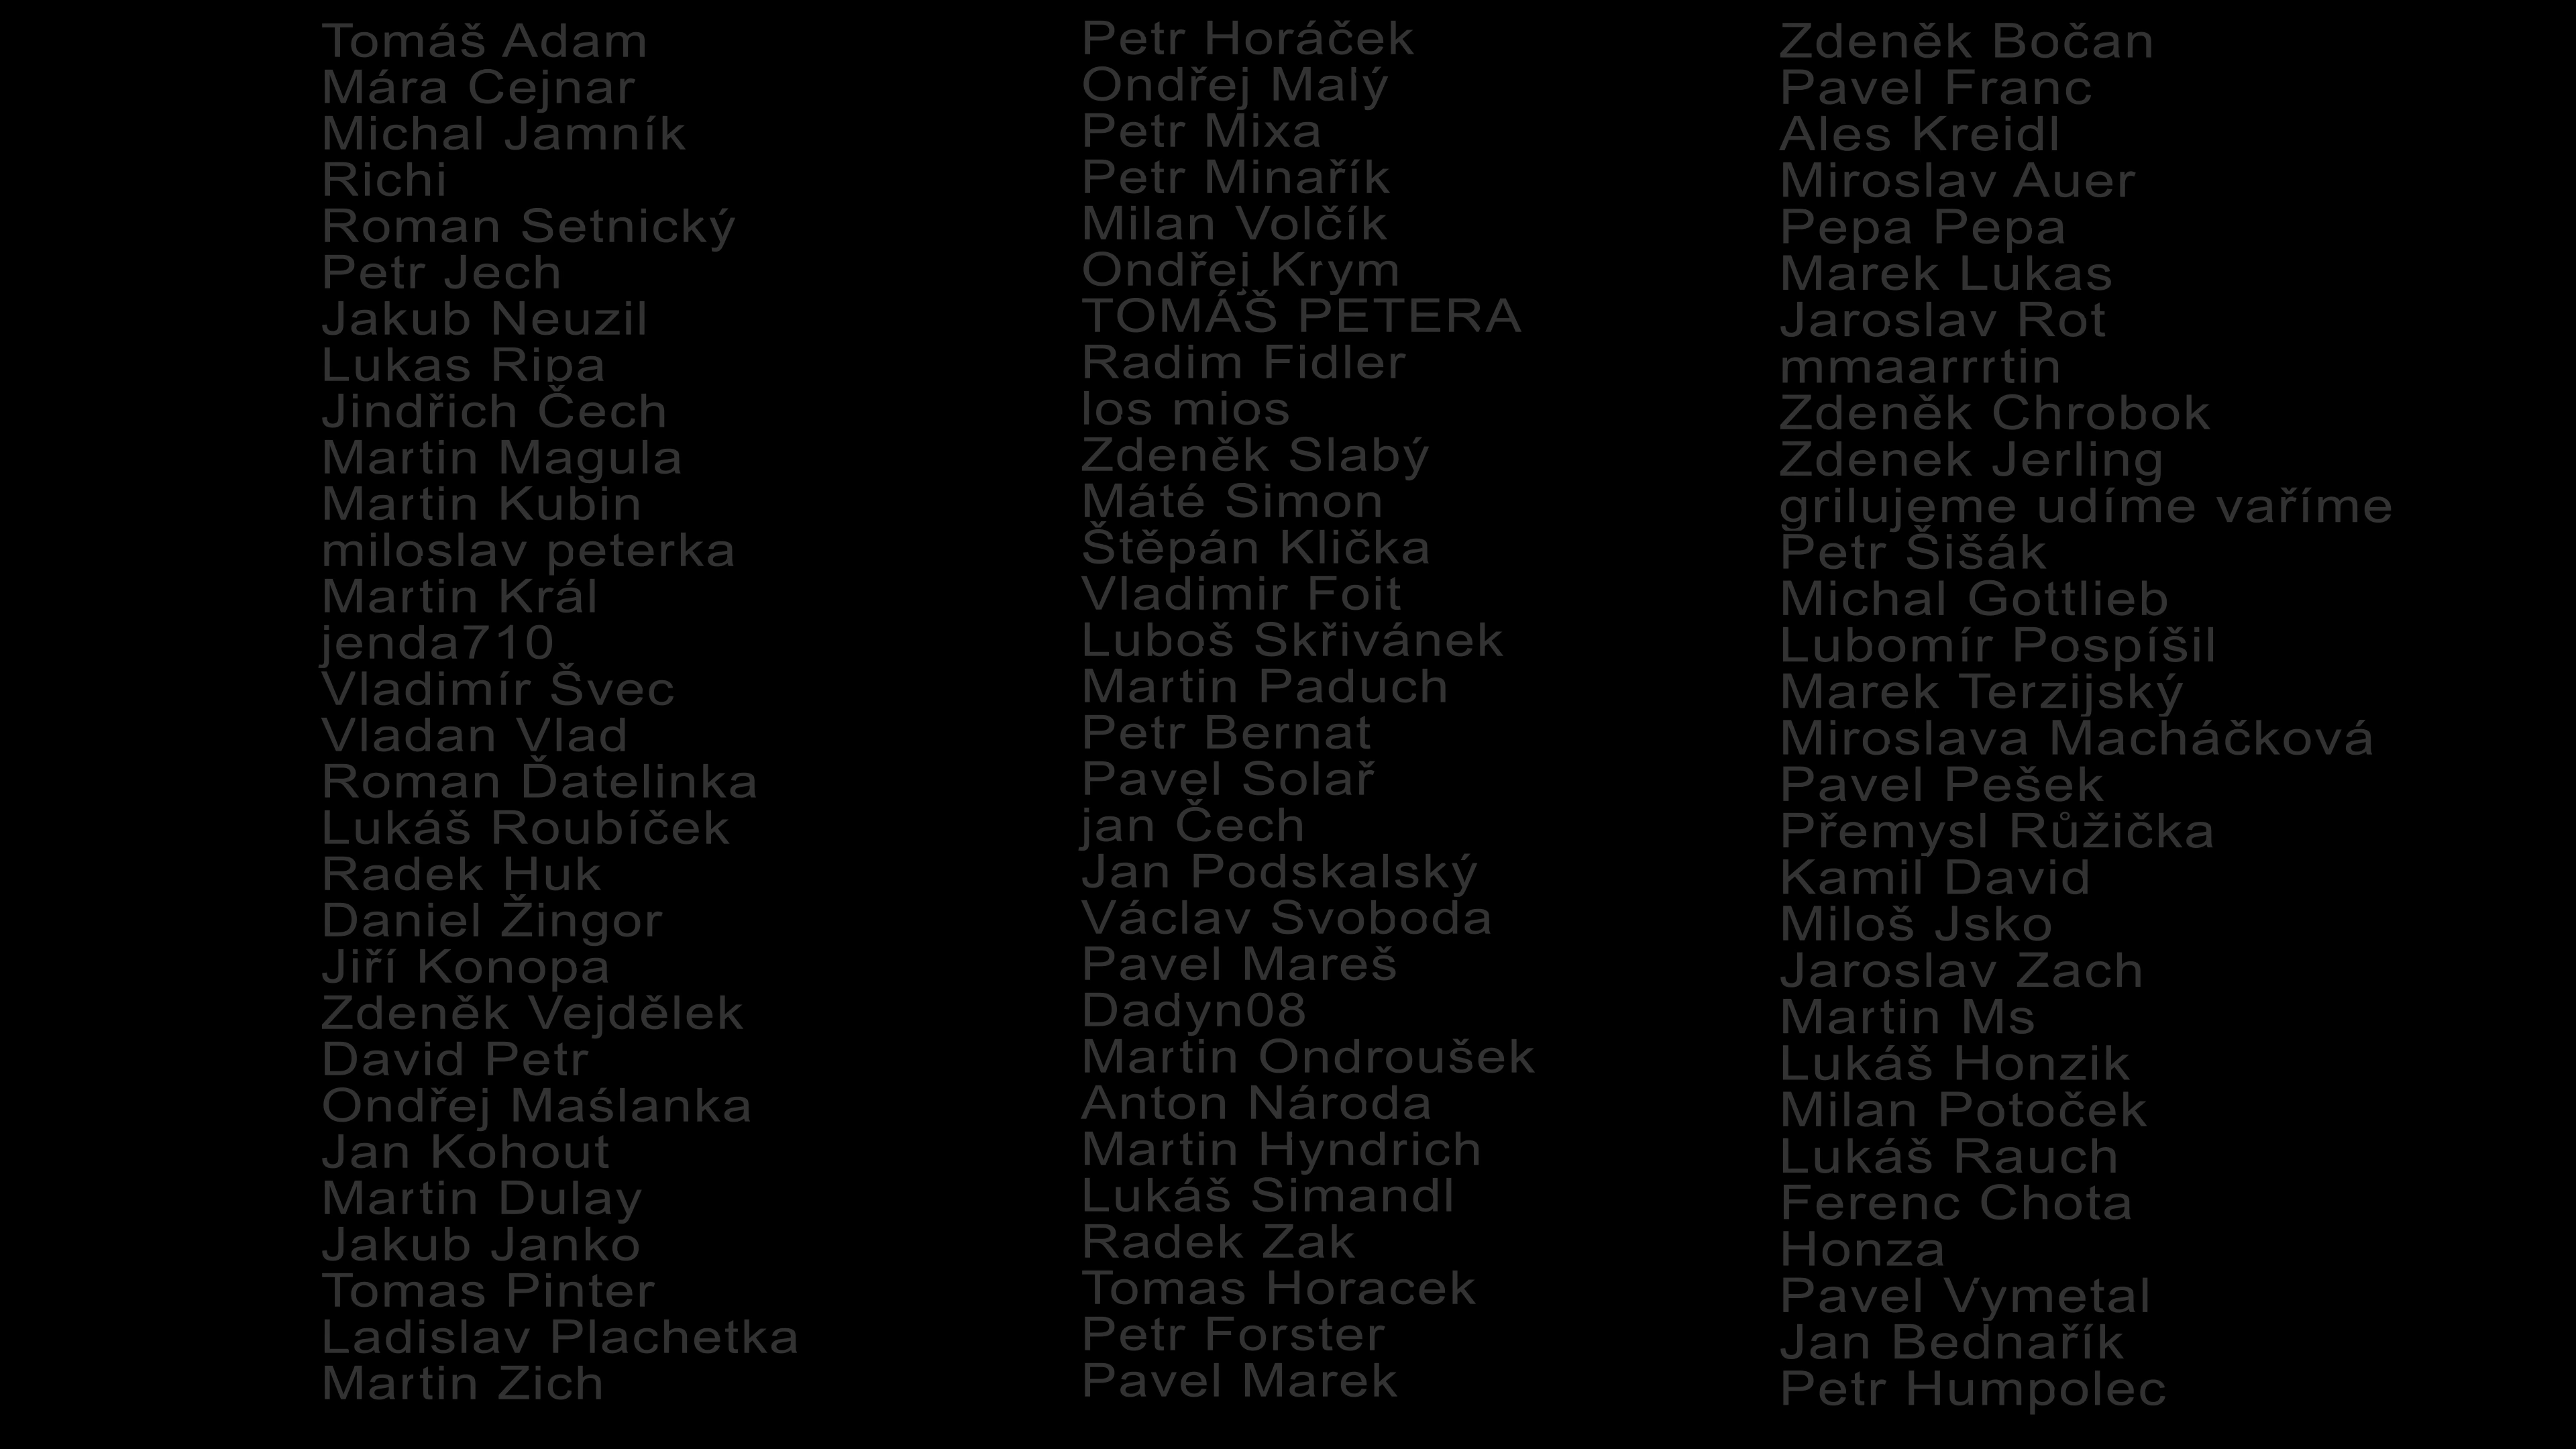 Tomáš Adam
Mára Cejnar
Michal Jamník
Richi
Roman Setnický
Petr Jech
Jakub Neuzil
Lukas Ripa
Jindřich Čech
Martin Magula
Martin Kubin
miloslav peterka
Martin Král
jenda710
Vladimír Švec
Vladan Vlad
Roman Ďatelinka
Lukáš Roubíček
Radek Huk
Daniel Žingor
Jiří Konopa
Zdeněk Vejdělek
David Petr
Ondřej Maślanka
Jan Kohout
Martin Dulay
Jakub Janko
Tomas Pinter
Ladislav Plachetka
Martin Zich
Petr Horáček
Ondřej Malý
Petr Mixa
Petr Minařík
Milan Volčík
Ondřej Krym
TOMÁŠ PETERA
Radim Fidler
los mios
Zdeněk Slabý
Máté Simon
Štěpán Klička
Vladimir Foit
Luboš Skřivánek
Martin Paduch
Petr Bernat
Pavel Solař
jan Čech
Jan Podskalský
Václav Svoboda
Pavel Mareš
Dadyn08
Martin Ondroušek
Anton Národa
Martin Hyndrich
Lukáš Simandl
Radek Zak
Tomas Horacek
Petr Forster
Pavel Marek
Zdeněk Bočan
Pavel Franc
Ales Kreidl
Miroslav Auer
Pepa Pepa
Marek Lukas
Jaroslav Rot
mmaarrrtin
Zdeněk Chrobok
Zdenek Jerling
grilujeme udíme vaříme
Petr Šišák
Michal Gottlieb
Lubomír Pospíšil
Marek Terzijský
Miroslava Macháčková
Pavel Pešek
Přemysl Růžička
Kamil David
Miloš Jsko
Jaroslav Zach
Martin Ms
Lukáš Honzik
Milan Potoček
Lukáš Rauch
Ferenc Chota
Honza
Pavel Vymetal
Jan Bednařík
Petr Humpolec